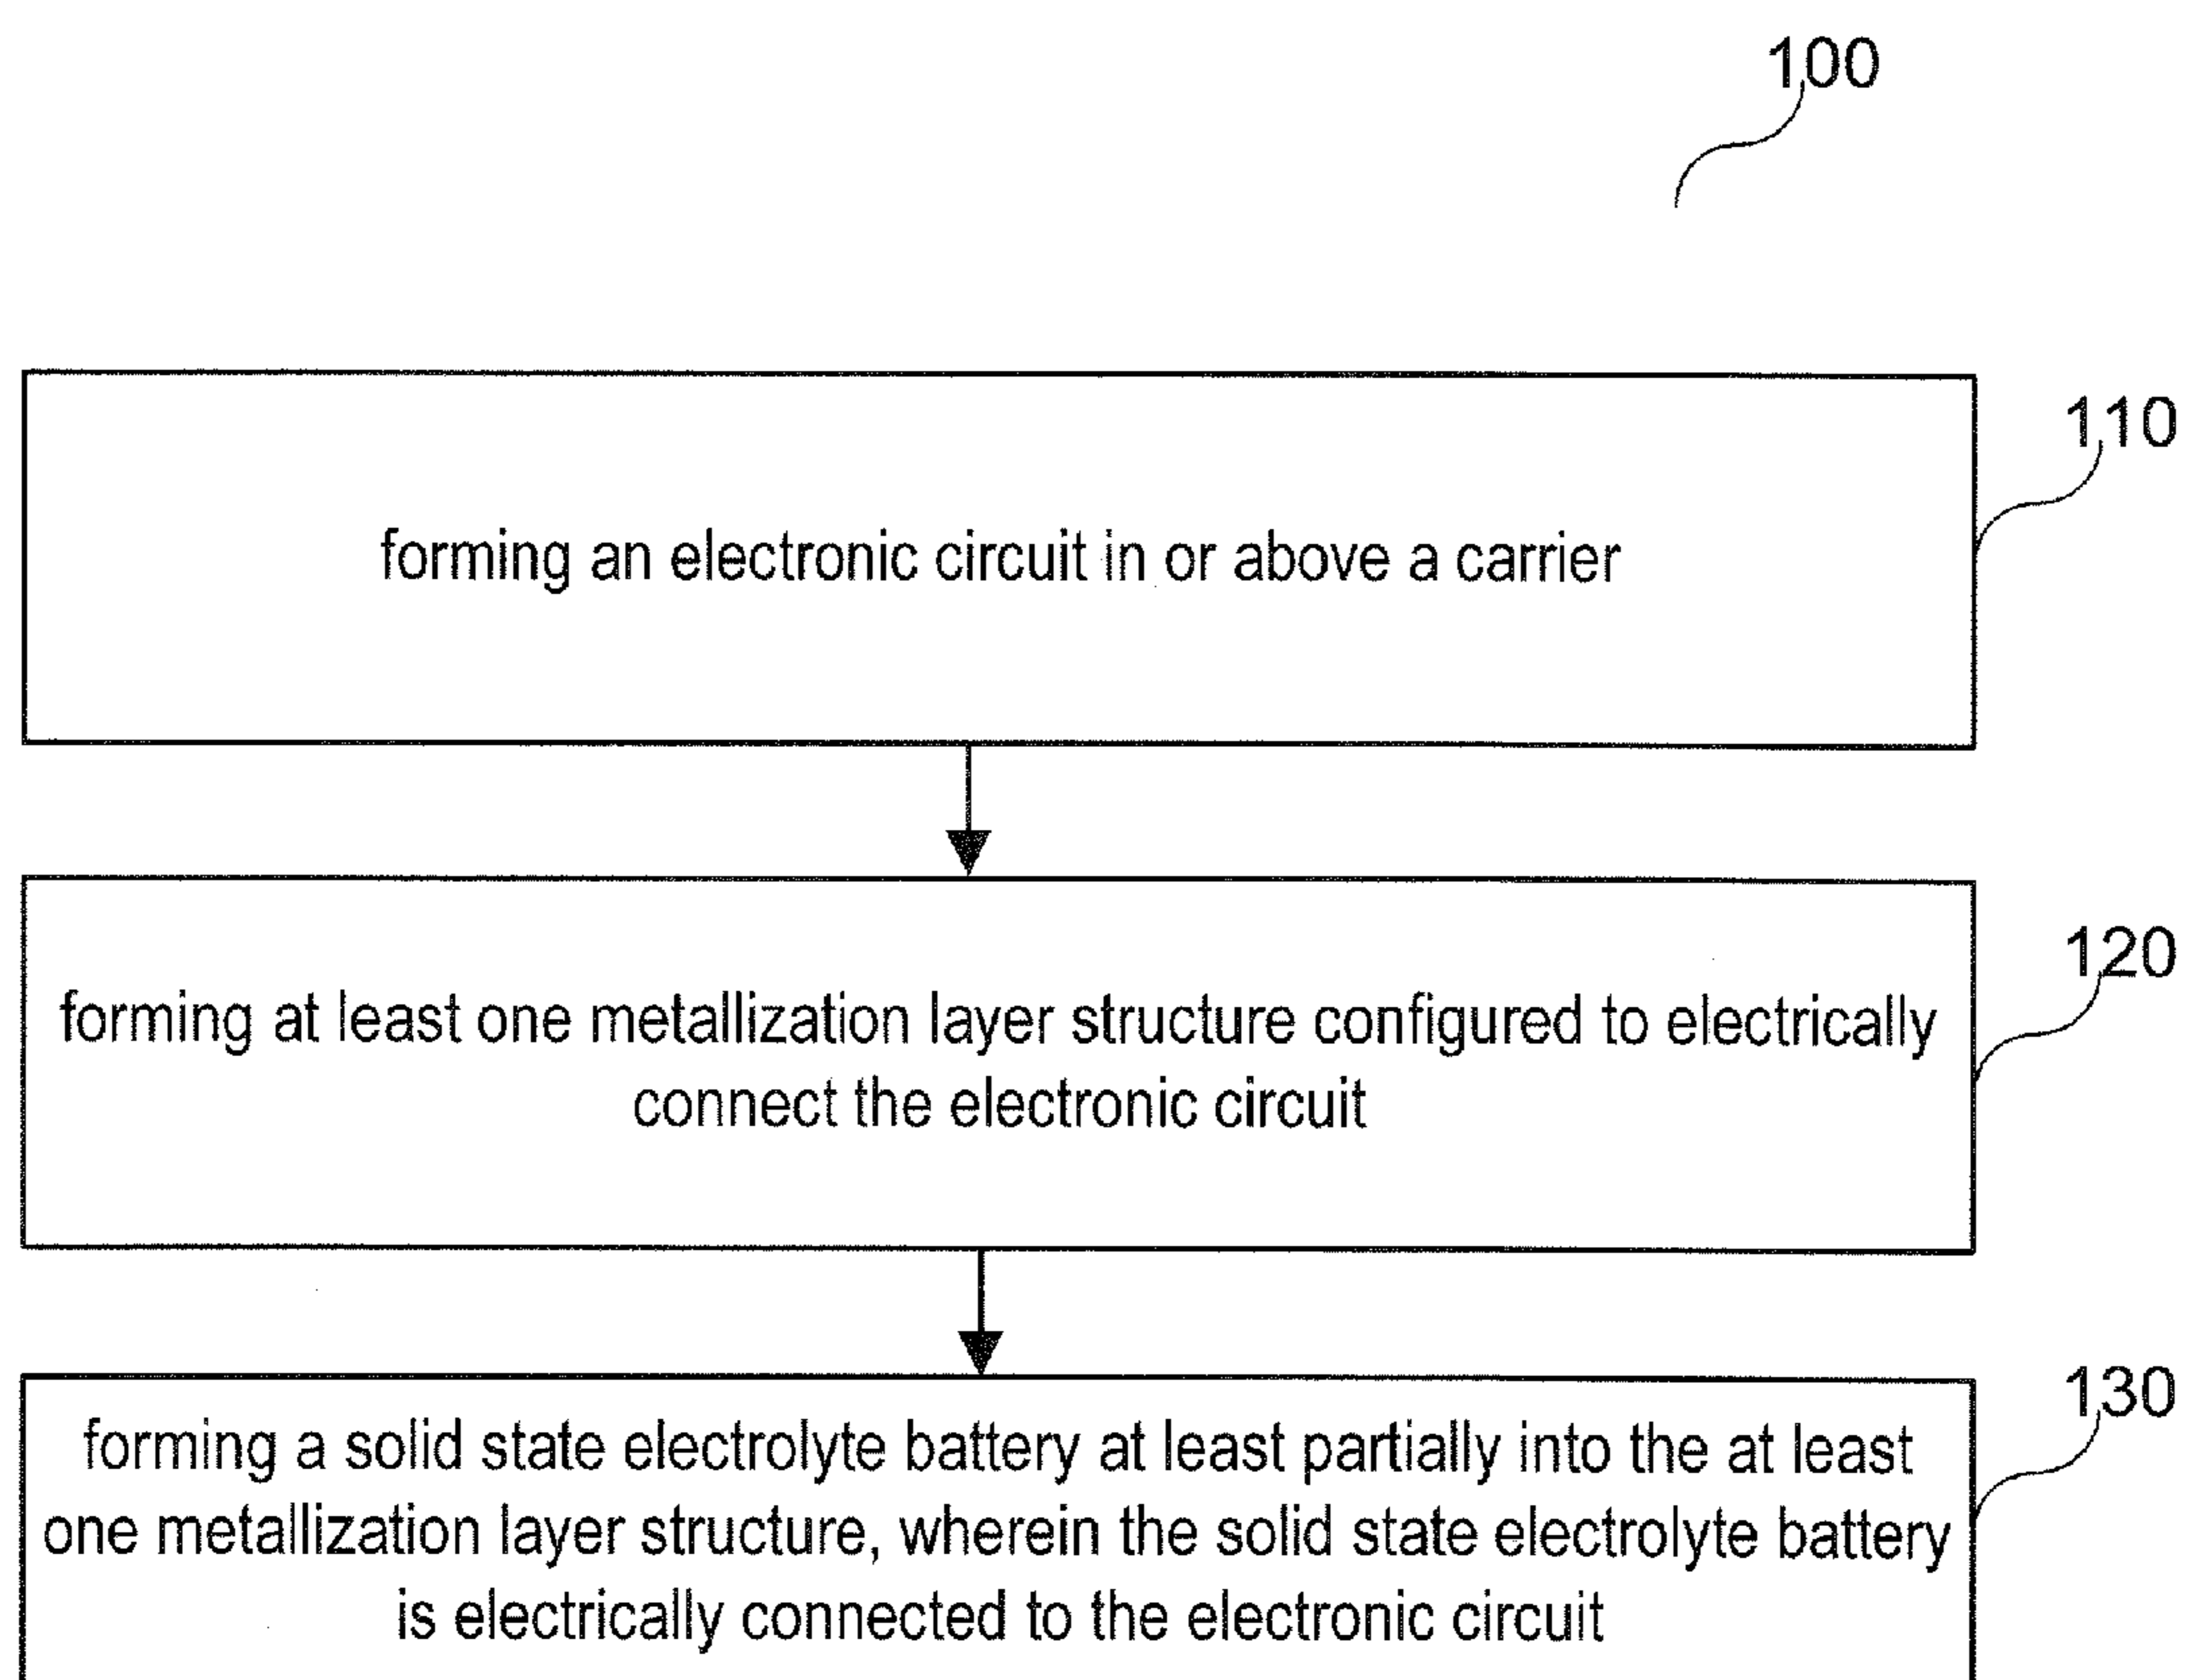 100
110
forming an electronic circuit in or above a carrier
120
forming at least one metallization layer structure configured to electrically
connect the electronic circuit
130
forming a solid state electrolyte battery at least partially into the at least
one metallization layer structure, wherein the solid state electrolyte battery
is electrically connected to the electronic circuit